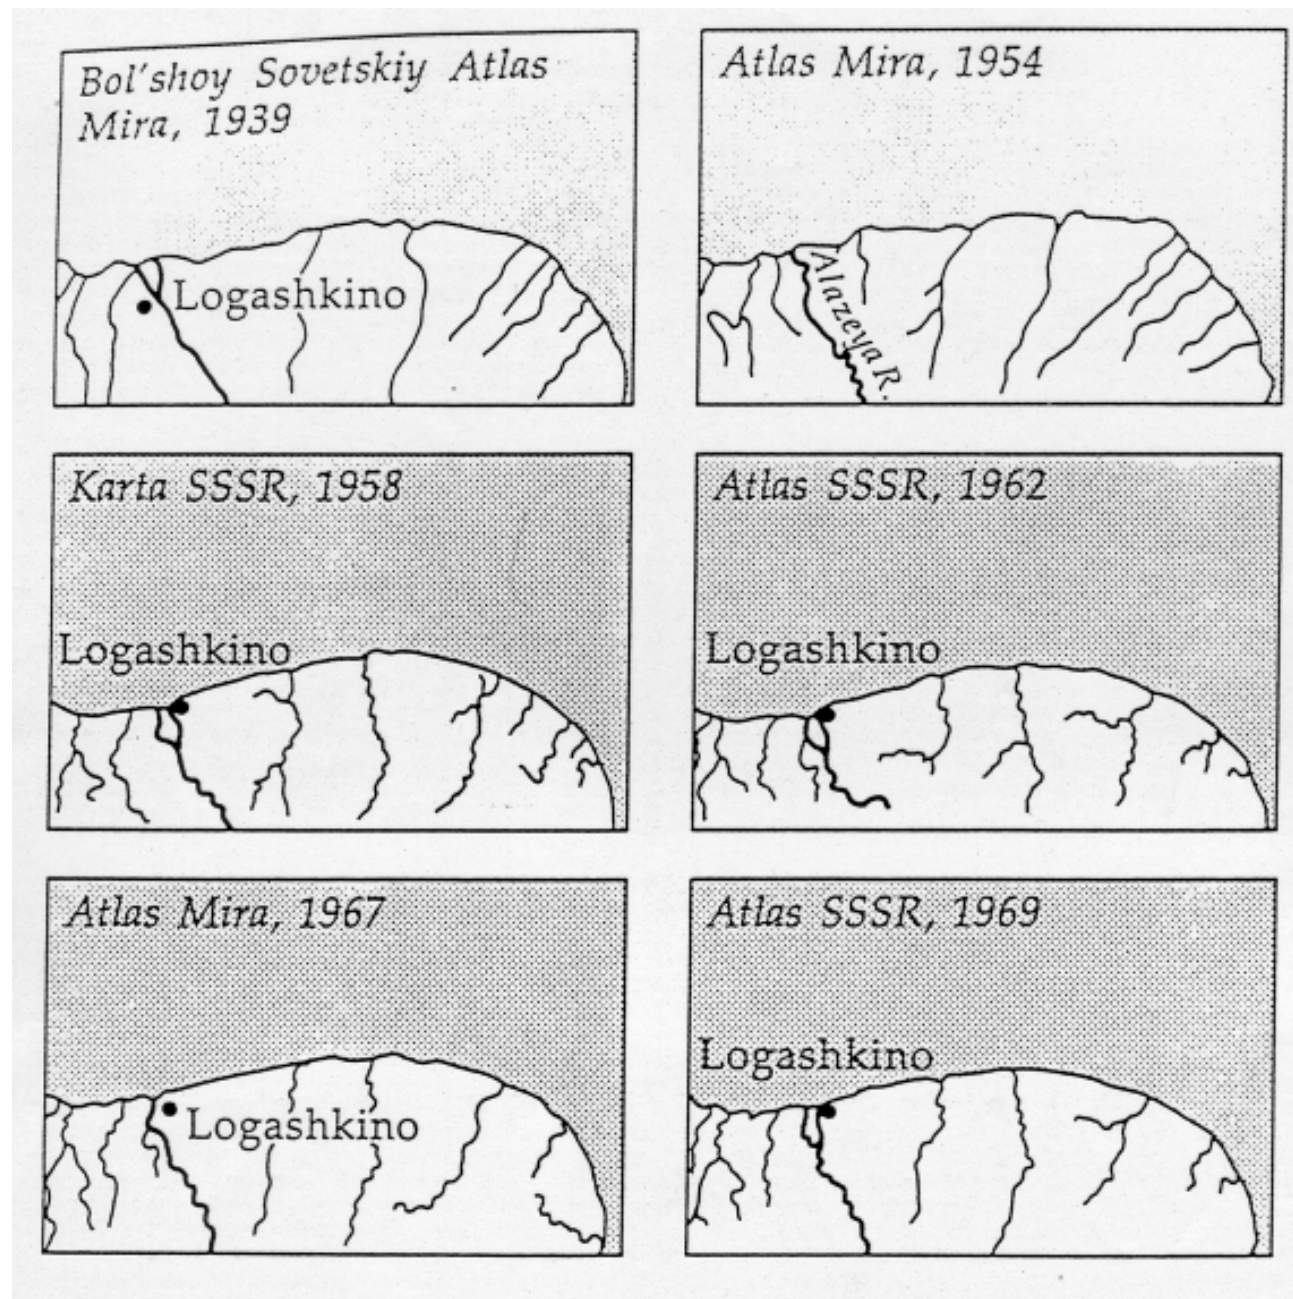 Bol'shoy Sovetskiy Atlas
Mira, 1939
Logashkino
Atlas Mira, 1954
Alazeya R.
Karta SSSR, 1958
Logashkino
Atlas SSSR, 1962
Logashkino
Atlas Mira, 1967
Logashkino
Atlas SSSR, 1969
Logashkino